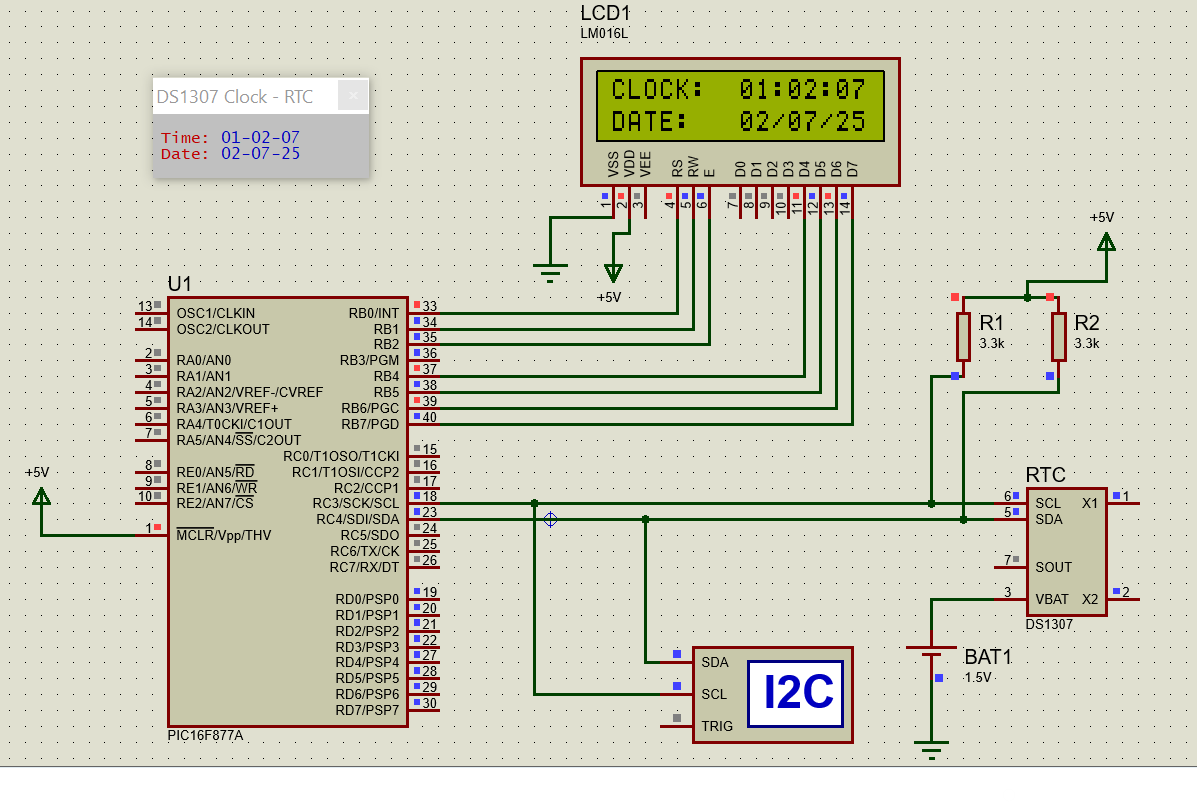 LCD1
LM016L
CLOCK: 01:02:07
DATE: 02/07/25
VSS VDD VEE RS RW E D0 D1 D2 D3 D4 D5 D6 D7
1 2 3 4 5 6 7 8 9 10 11 12 13 14
DS1307 Clock - RTC
Time: 01-02-07
Date: 02-07-25
+5V
+5V
R1
3.3k
R2
3.3k
U1
13 OSC1/CLKIN
14 OSC2/CLKOUT
2 RA0/AN0
3 RA1/AN1
4 RA2/AN2/VREF-/CVREF
5 RA3/AN3/VREF+
6 RA4/T0CKI/C1OUT
7 RA5/AN4/SS/C2OUT
8 RE0/AN5/RD
9 RE1/AN6/WR
10 RE2/AN7/CS
1 MCLR/Vpp/THV
+5V
RB0/INT 33
RB1 34
RB2 35
RB3/PGM 36
RB4 37
RB5 38
RB6/PGC 39
RB7/PGD 40
RC0/T1OSO/T1CKI 15
RC1/T1OSI/CCP2 16
RC2/CCP1 17
RC3/SCK/SCL 18
RC4/SDI/SDA 23
RC5/SDO 24
RC6/TX/CK 25
RC7/RX/DT 26
RD0/PSP0 19
RD1/PSP1 20
RD2/PSP2 21
RD3/PSP3 22
RD4/PSP4 27
RD5/PSP5 28
RD6/PSP6 29
RD7/PSP7 30
PIC16F877A
RTC
6 SCL X1 1
5 SDA
7 SOUT
3 VBAT X2 2
DS1307
BAT1
1.5V
SDA
SCL
TRIG
I2C